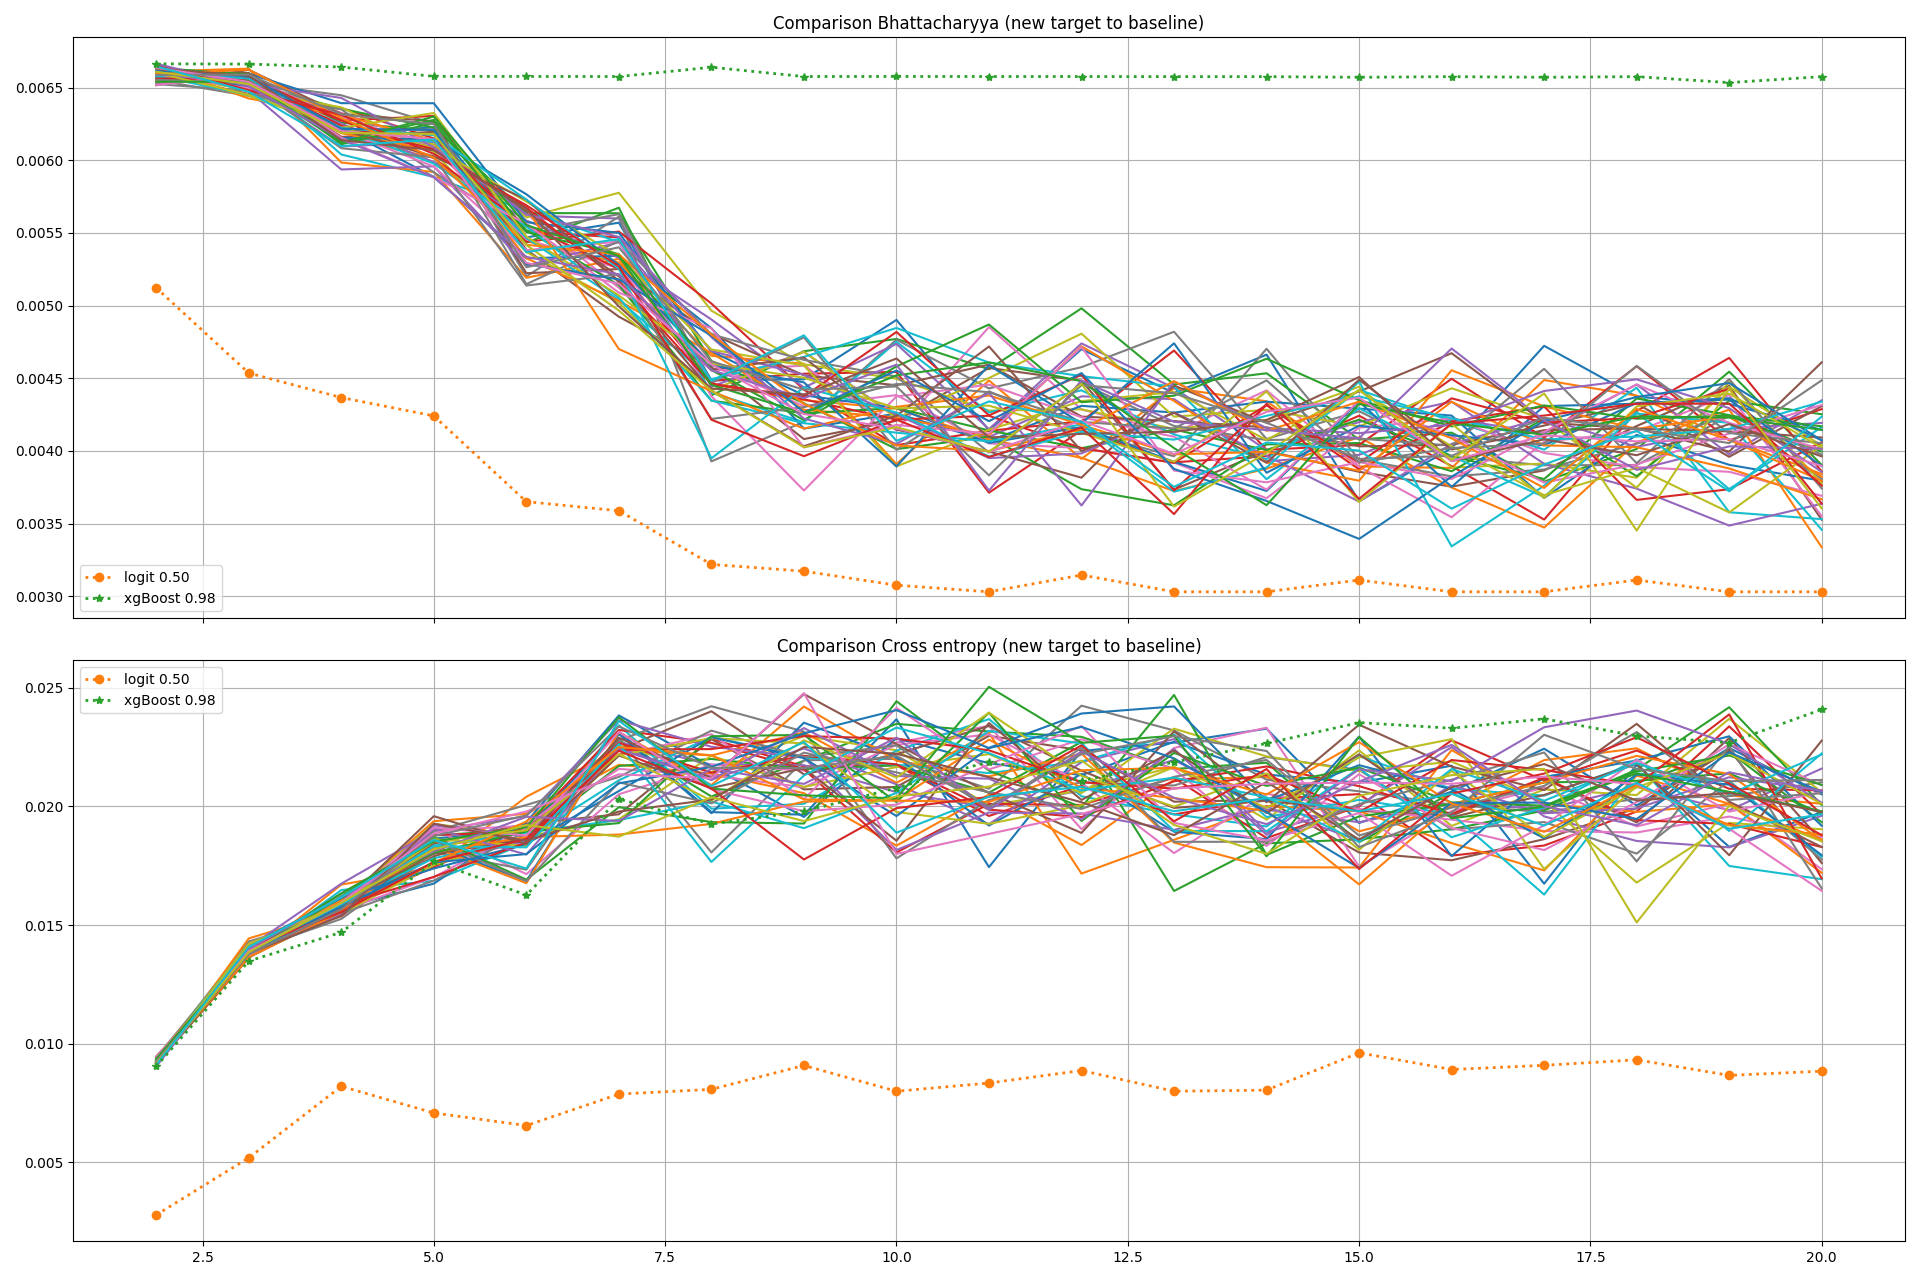 Comparison Bhattacharyya (new target to baseline)
0.0065
0.0060
0.0055
0.0050
0.0045
0.0040
0.0035
0.0030
logit 0.50
xgBoost 0.98
Comparison Cross entropy (new target to baseline)
logit 0.50
xgBoost 0.98
0.025
0.020
0.015
0.010
0.005
2.5 5.0 7.5 10.0 12.5 15.0 17.5 20.0